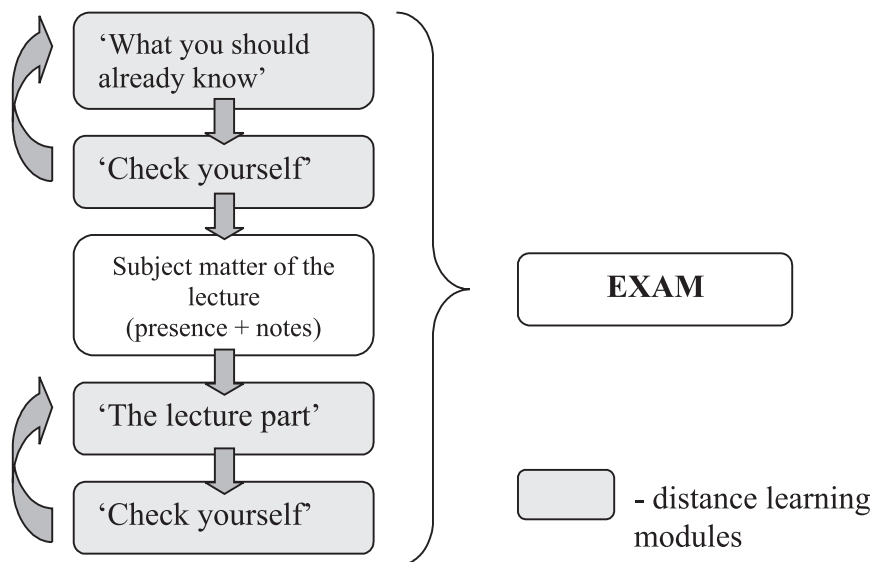 ‘What you should
already know’
‘Check yourself’
Subject matter of the
lecture
(presence + notes)
‘The lecture part’
‘Check yourself’
EXAM
- distance learning
modules